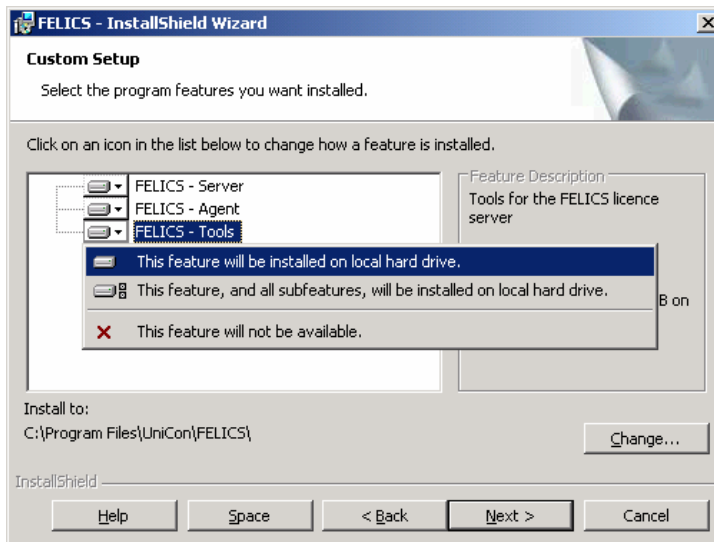 FELICS - InstallShield Wizard
Custom Setup
Select the program features you want installed.
Click on an icon in the list below to change how a feature is installed.
FELICS - Server
FELICS - Agent
FELICS - Tools
Feature Description
Tools for the FELICS licence
server
This feature will be installed on local hard drive.
This feature, and all subfeatures, will be installed on local hard drive.
B on
This feature will not be available.
Install to:
C:\Program Files\UniCon\FELICS\
Change...
InstallShield
Help
Space
< Back
Next >
Cancel